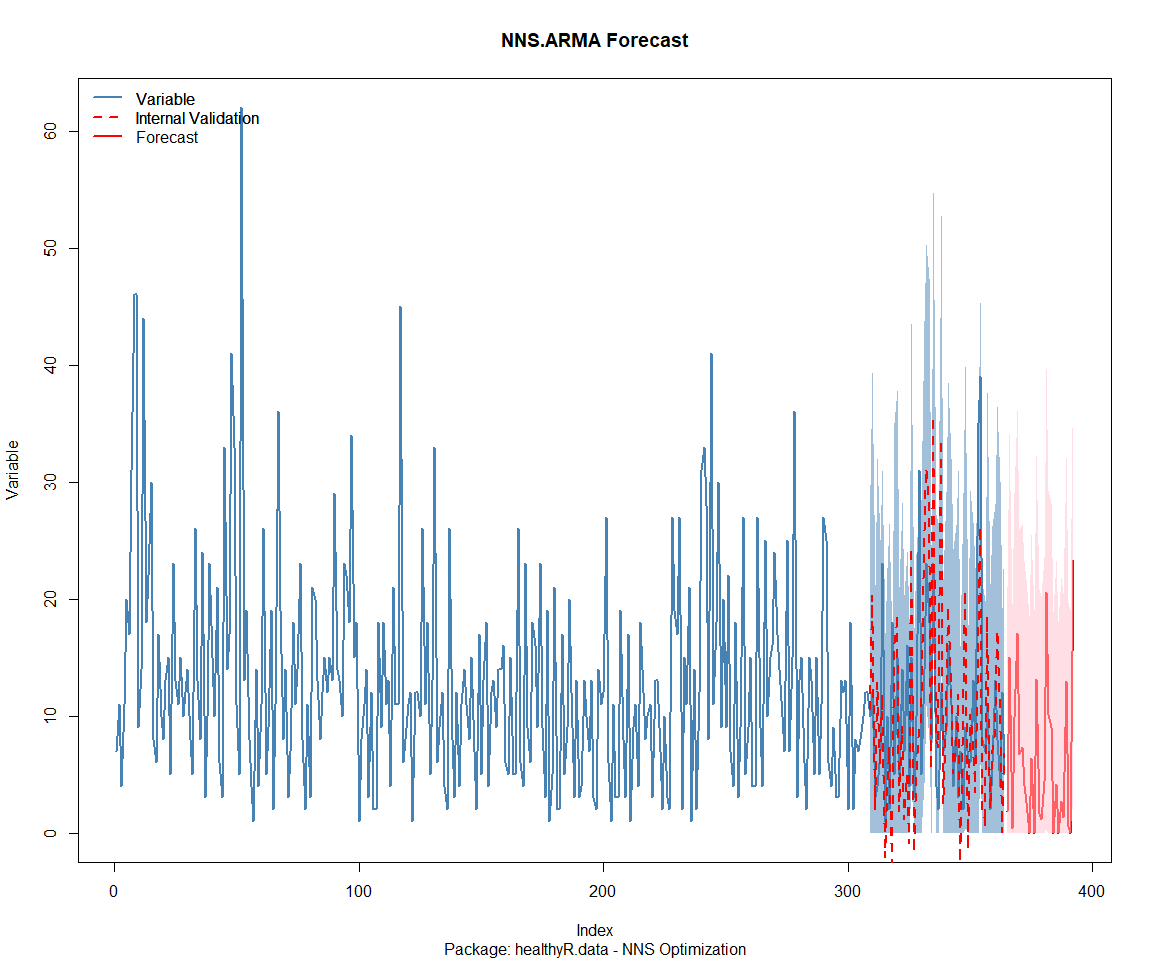 NNS.ARMA Forecast
Variable
Internal Validation
Forecast
Variable
60
50
40
30
20
10
0
0 100 200 300 400
Index
Package: healthyR.data - NNS Optimization